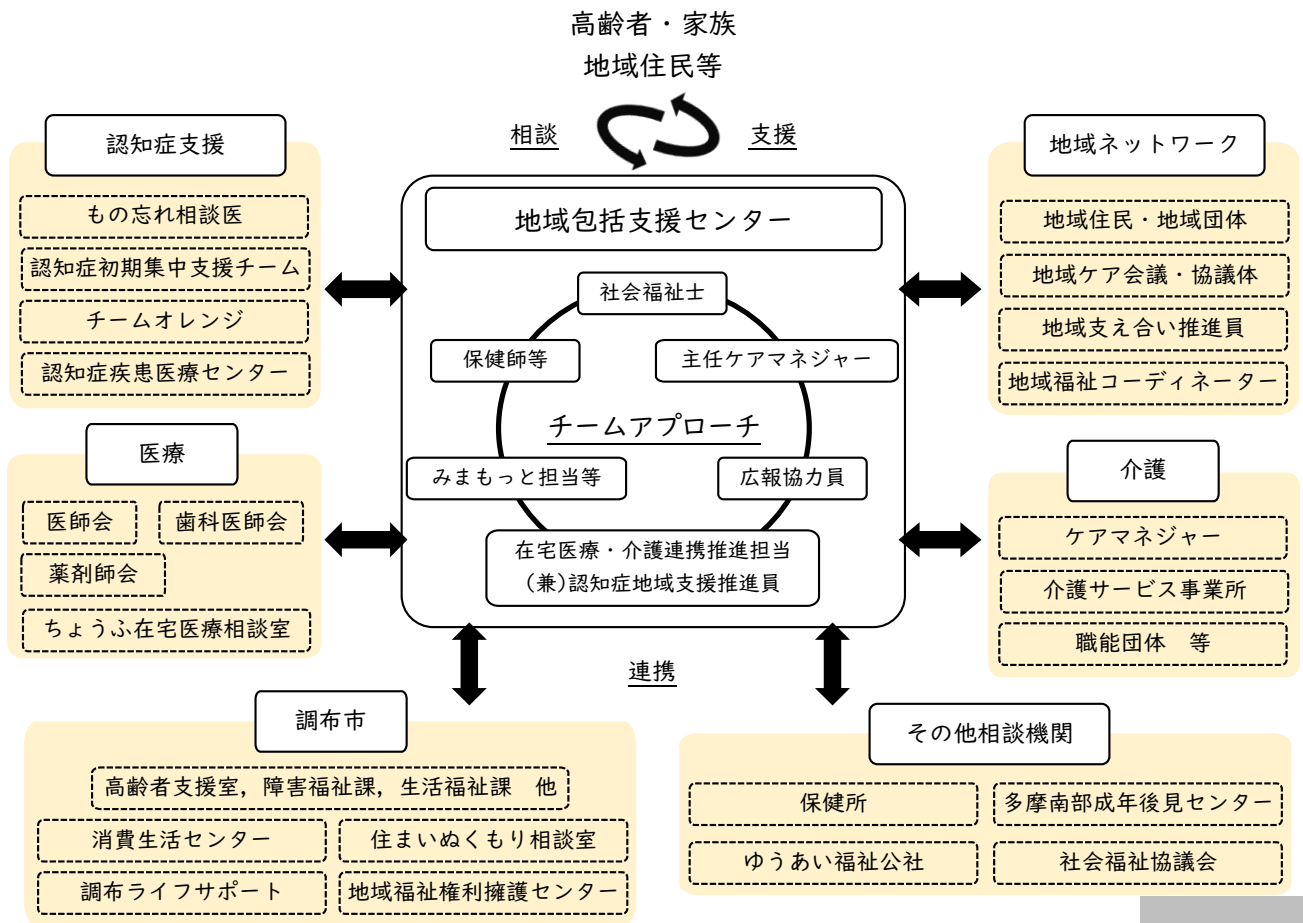 高齢者・家族
地域住民等
相談
支援
認知症支援
もの忘れ相談医
認知症初期集中支援チーム
チームオレンジ
認知症疾患医療センター
地域ネットワーク
地域住民・地域団体
地域ケア会議・協議体
地域支え合い推進員
地域福祉コーディネーター
地域包括支援センター
社会福祉士
保健師等
主任ケアマネジャー
チームアプローチ
みまもっと担当等
広報協力員
在宅医療・介護連携推進担当
(兼)認知症地域支援推進員
医療
医師会
歯科医師会
薬剤師会
ちょうふ在宅医療相談室
介護
ケアマネジャー
介護サービス事業所
職能団体　等
連携
調布市
高齢者支援室，障害福祉課，生活福祉課　他
消費生活センター
住まいぬくもり相談室
調布ライフサポート
地域福祉権利擁護センター
その他相談機関
保健所
多摩南部成年後見センター
ゆうあい福祉公社
社会福祉協議会